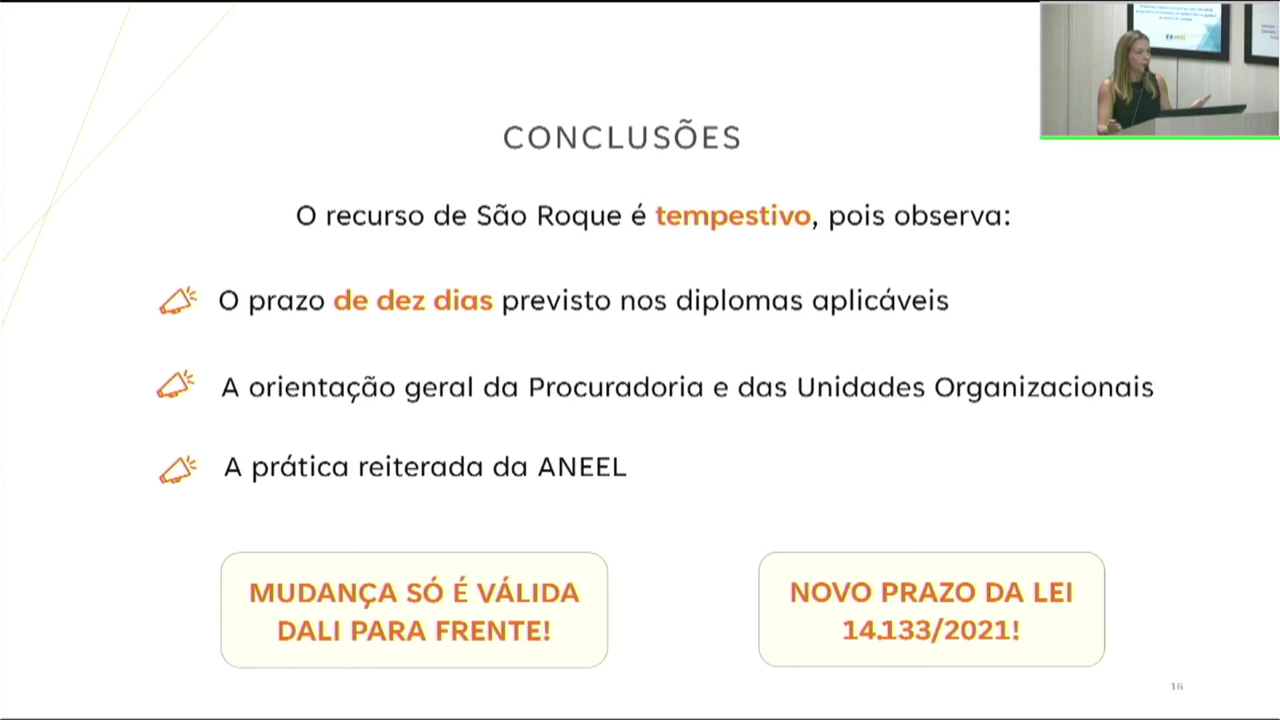 CONCLUSÕES
O recurso de São Roque é tempestivo, pois observa:
O prazo de dez dias previsto nos diplomas aplicáveis
A orientação geral da Procuradoria e das Unidades Organizacionais
A prática reiterada da ANEEL
MUDANÇA SÓ É VÁLIDA
DALI PARA FRENTE!
NOVO PRAZO DA LEI
14.133/2021!
16